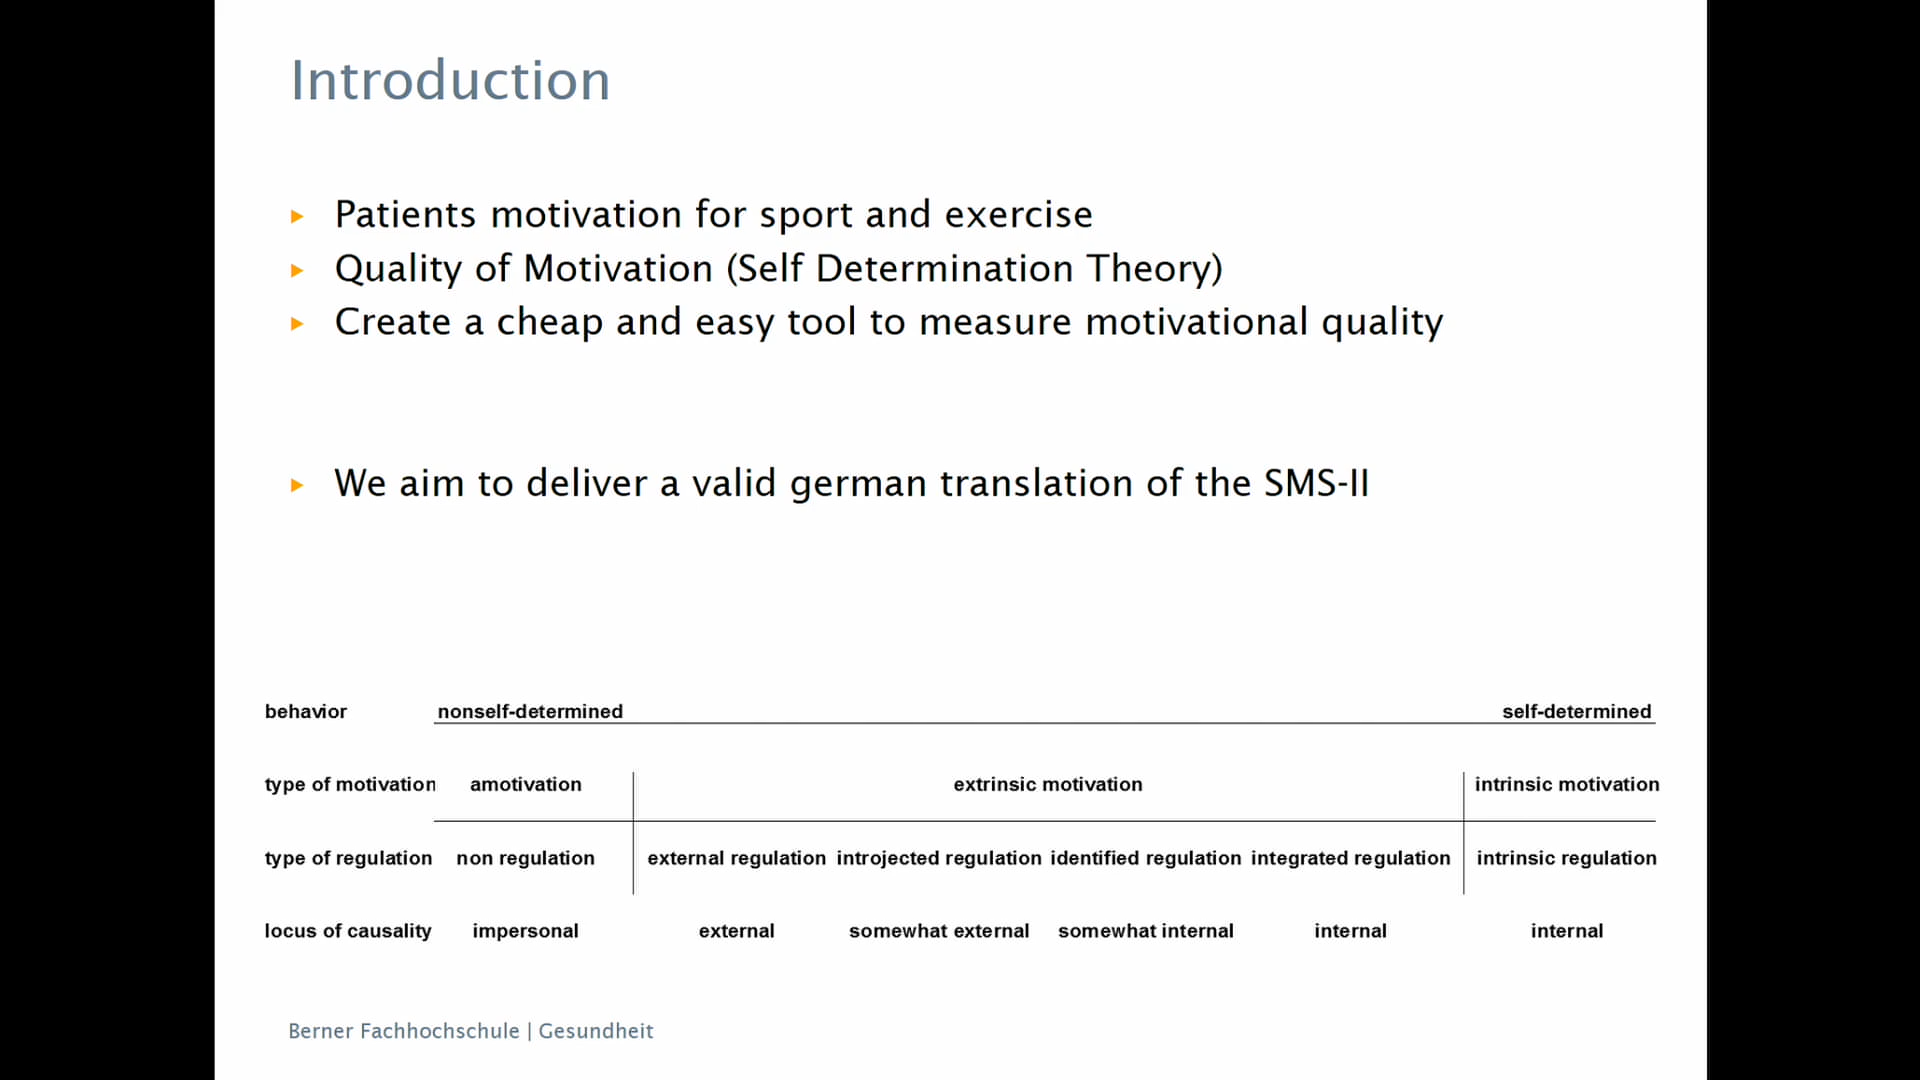 Introduction
Patients motivation for sport and exercise
Quality of Motivation (Self Determination Theory)
Create a cheap and easy tool to measure motivational quality
We aim to deliver a valid german translation of the SMS-II
behavior nonself-determined self-determined
type of motivation amotivation extrinsic motivation intrinsic motivation
type of regulation non regulation external regulation introjected regulation identified regulation integrated regulation intrinsic regulation
locus of causality impersonal external somewhat external somewhat internal internal internal
Berner Fachhochschule | Gesundheit